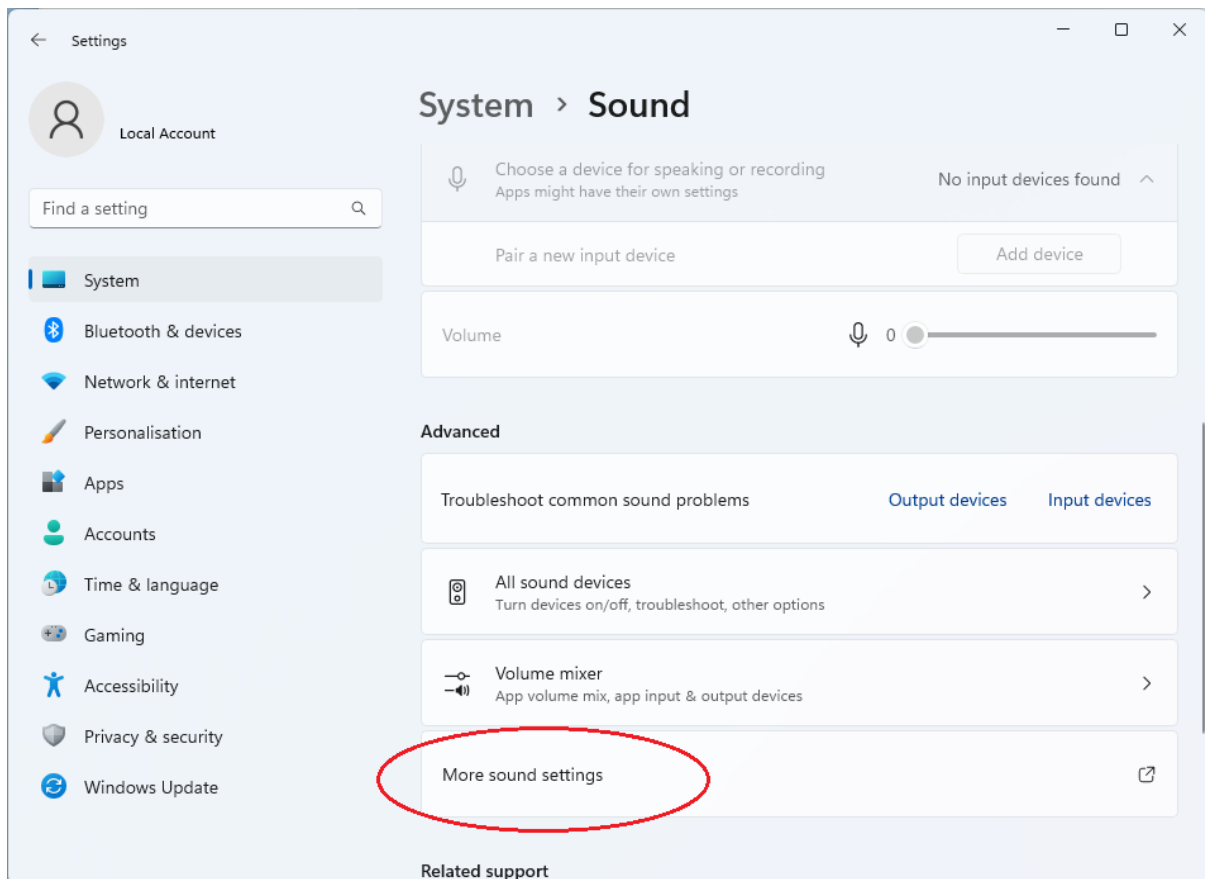 Settings
Local Account
Find a setting
System
Bluetooth & devices
Network & internet
Personalisation
Apps
Accounts
Time & language
Gaming
Accessibility
Privacy & security
Windows Update
System > Sound
Choose a device for speaking or recording
Apps might have their own settings
No input devices found
Pair a new input device
Add device
Volume
0
Advanced
Troubleshoot common sound problems
Output devices
Input devices
All sound devices
Turn devices on/off, troubleshoot, other options
Volume mixer
App volume mix, app input & output devices
More sound settings
Related support